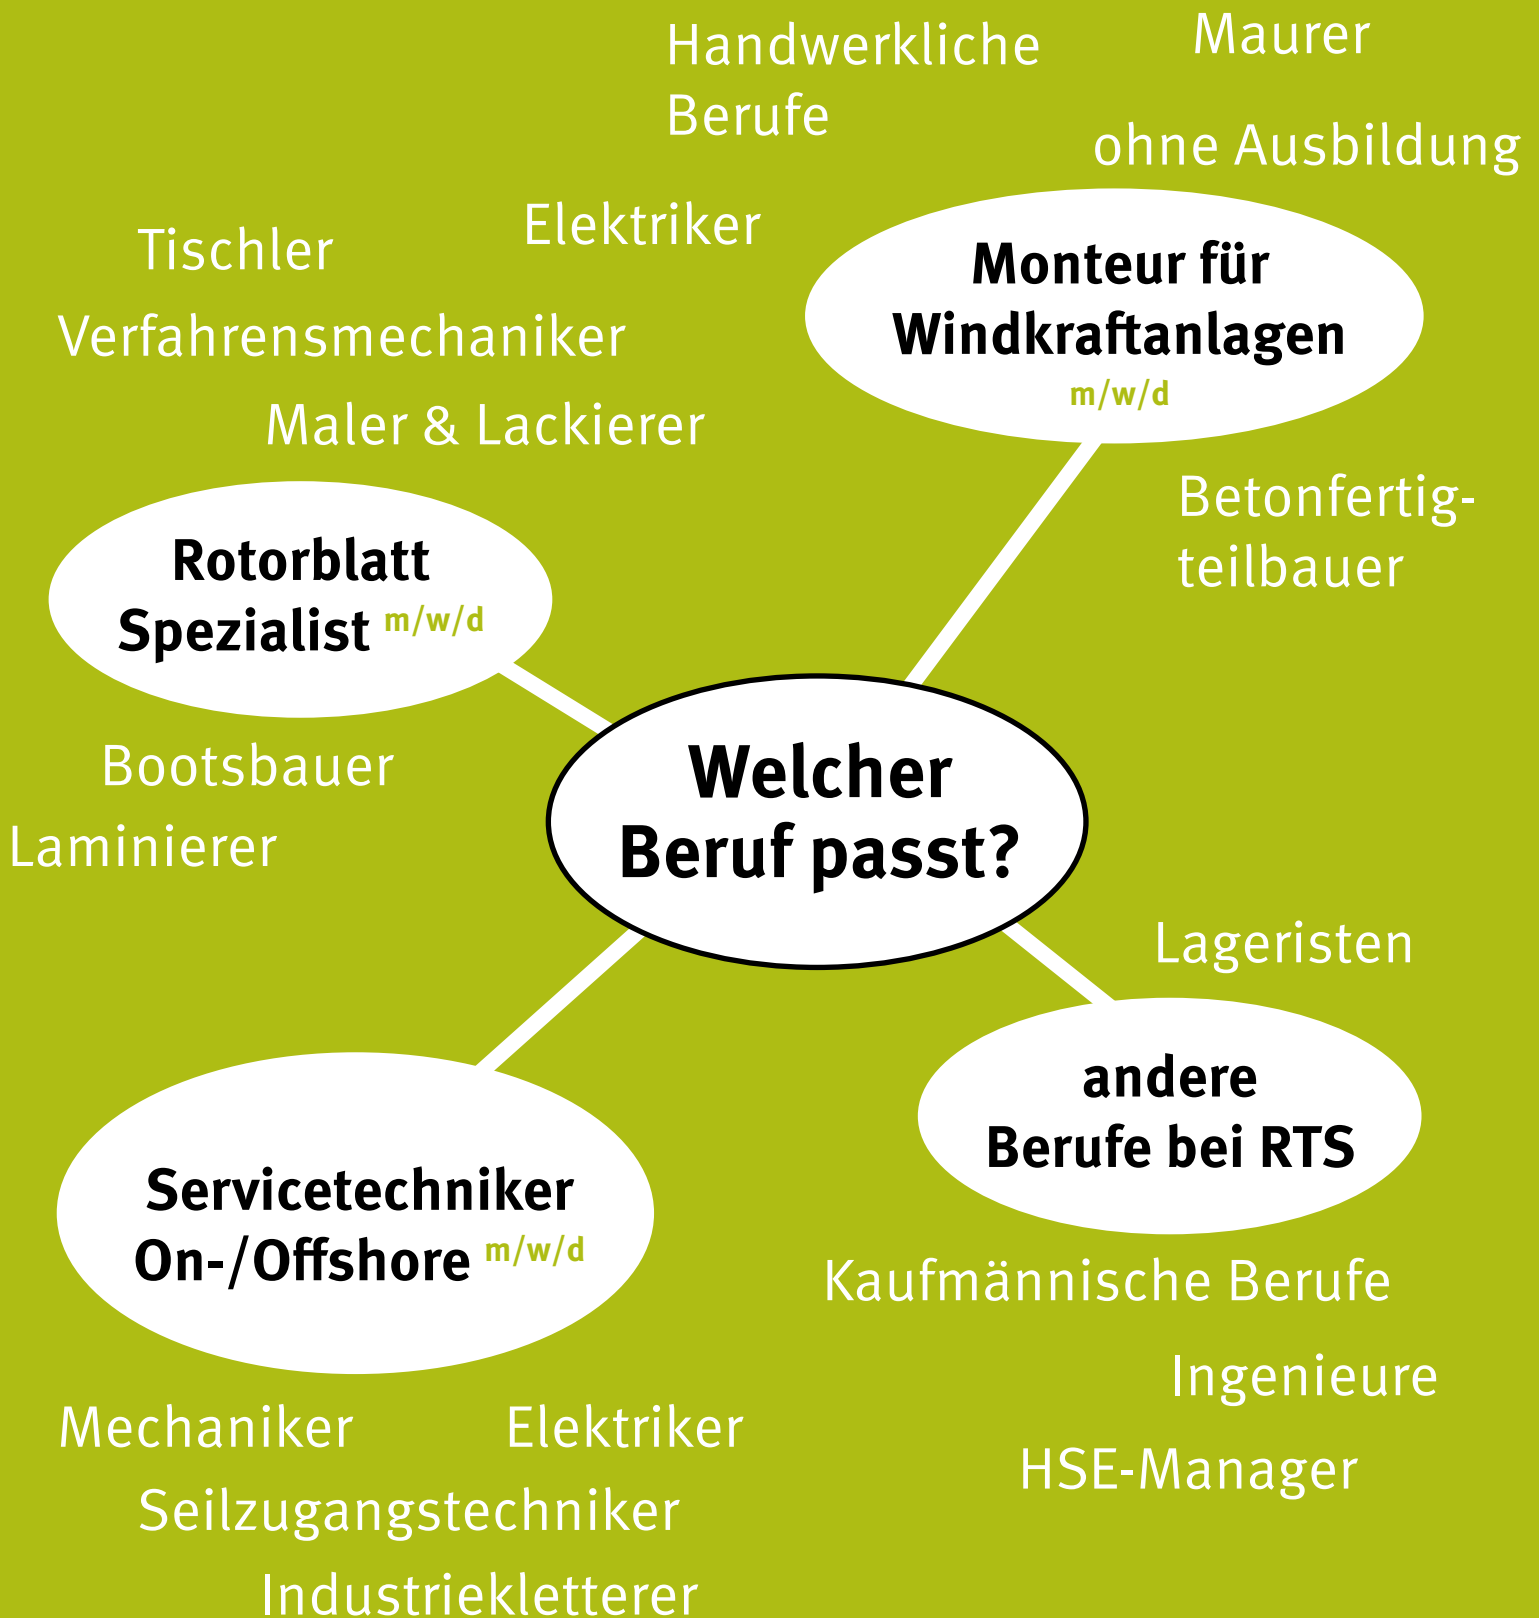 Handwerkliche
Berufe
Maurer
ohne Ausbildung
Elektriker
Tischler
Verfahrensmechaniker
Maler & Lackierer
Monteur für
Windkraftanlagen
m/w/d
Betonfertig-
teilbauer
Rotorblatt
Spezialist m/w/d
Bootsbauer
Laminierer
Welcher
Beruf passt?
Lageristen
andere
Berufe bei RTS
Kaufmännische Berufe
Ingenieure
HSE-Manager
Servicetechniker
On-/Offshore m/w/d
Mechaniker
Elektriker
Seilzugangstechniker
Industriekletterer